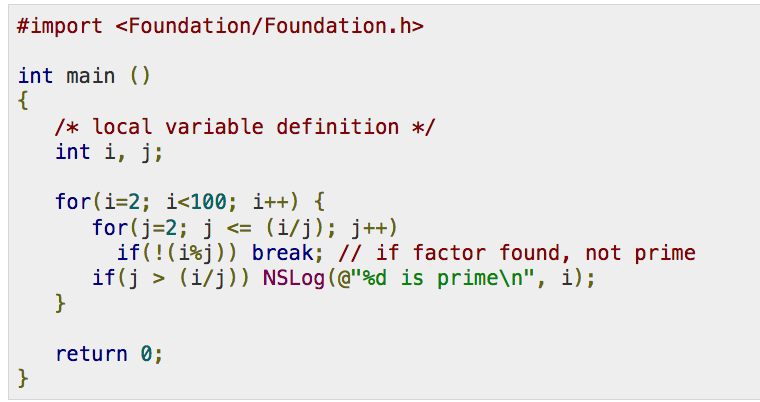 #import <Foundation/Foundation.h>

int main ()
{
   /* local variable definition */
   int i, j;

   for(i=2; i<100; i++) {
      for(j=2; j <= (i/j); j++)
        if(!(i%j)) break; // if factor found, not prime
      if(j > (i/j)) NSLog(@"%d is prime\n", i);
   }

   return 0;
}